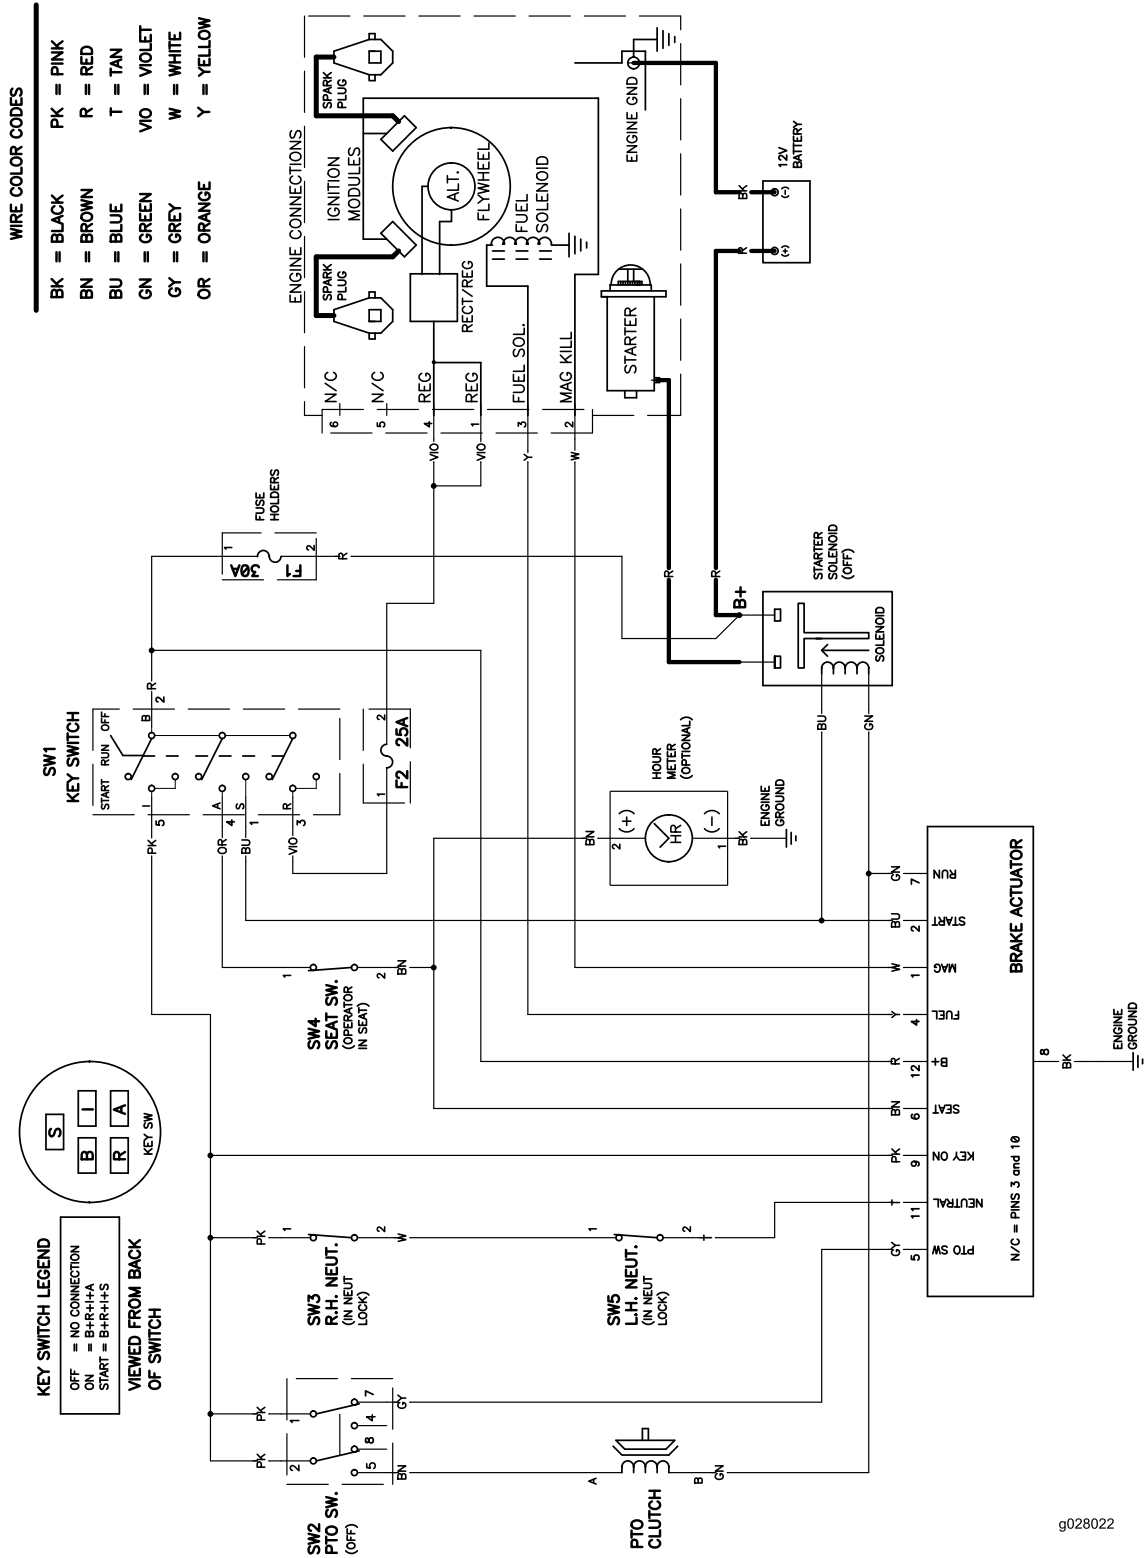 WIRE COLOR CODES
BK = BLACK
BN = BROWN
BU = BLUE
GN = GREEN
GY = GREY
OR = ORANGE
PK = PINK
R = RED
T = TAN
VIO = VIOLET
W = WHITE
Y = YELLOW
ENGINE CONNECTIONS
SPARK
PLUG
SPARK
PLUG
IGNITION
MODULES
ALT.
FLYWHEEL
RECT/REG
FUEL
SOLENOID
ENGINE GND
STARTER
N/C
N/C
REG
REG
FUEL SOL.
MAG KILL
6
5
4
1
3
2
VIO
VIO
Y
W
12V
BATTERY
BK
(-)
R
(+)
FUSE
HOLDERS
1
2
30A
F1
R
R
R
B+
STARTER
SOLENOID
(OFF)
SOLENOID
BU
GN
SW1
KEY SWITCH
START
RUN
OFF
B
R
2
I
A
S
R
5
4
1
3
PK
OR
BU
VIO
2
1
F2
25A
HOUR
METER
(OPTIONAL)
BN
2
(+)
HR
(-)
1
BK
ENGINE
GROUND
SW4
SEAT SW.
(OPERATOR
IN SEAT)
1
2
BN
KEY SWITCH LEGEND
OFF = NO CONNECTION
ON = B+R+I+A
START = B+R+I+S
VIEWED FROM BACK
OF SWITCH
S
B
I
R
A
KEY SW
SW3
R.H. NEUT.
(IN NEUT
LOCK)
PK
1
2
W
SW5
L.H. NEUT.
(IN NEUT
LOCK)
1
2
T
SW2
PTO SW.
(OFF)
PK
PK
1
2
7
4
8
5
GY
BN
PTO
CLUTCH
A
B
GN
BRAKE ACTUATOR
N/C = PINS 3 and 10
GN
7
RUN
BU
2
START
W
1
MAG
Y
4
FUEL
R
12
B+
BN
6
SEAT
PK
9
KEY ON
T
11
NEUTRAL
GY
5
PTO SW
8
BK
ENGINE
GROUND
g028022